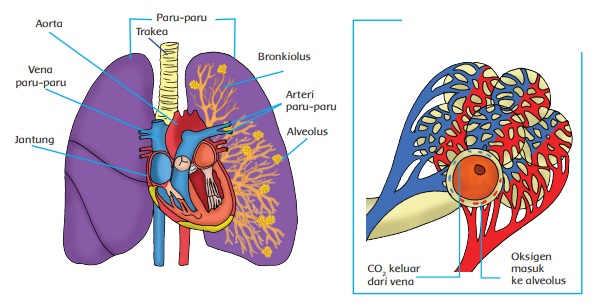 Paru-paru
Aorta
Trakea
Bronkiolus
Vena
paru-paru
Arteri
paru-paru
Alveolus
Jantung
CO₂ keluar
dari vena
Oksigen
masuk
ke alveolus